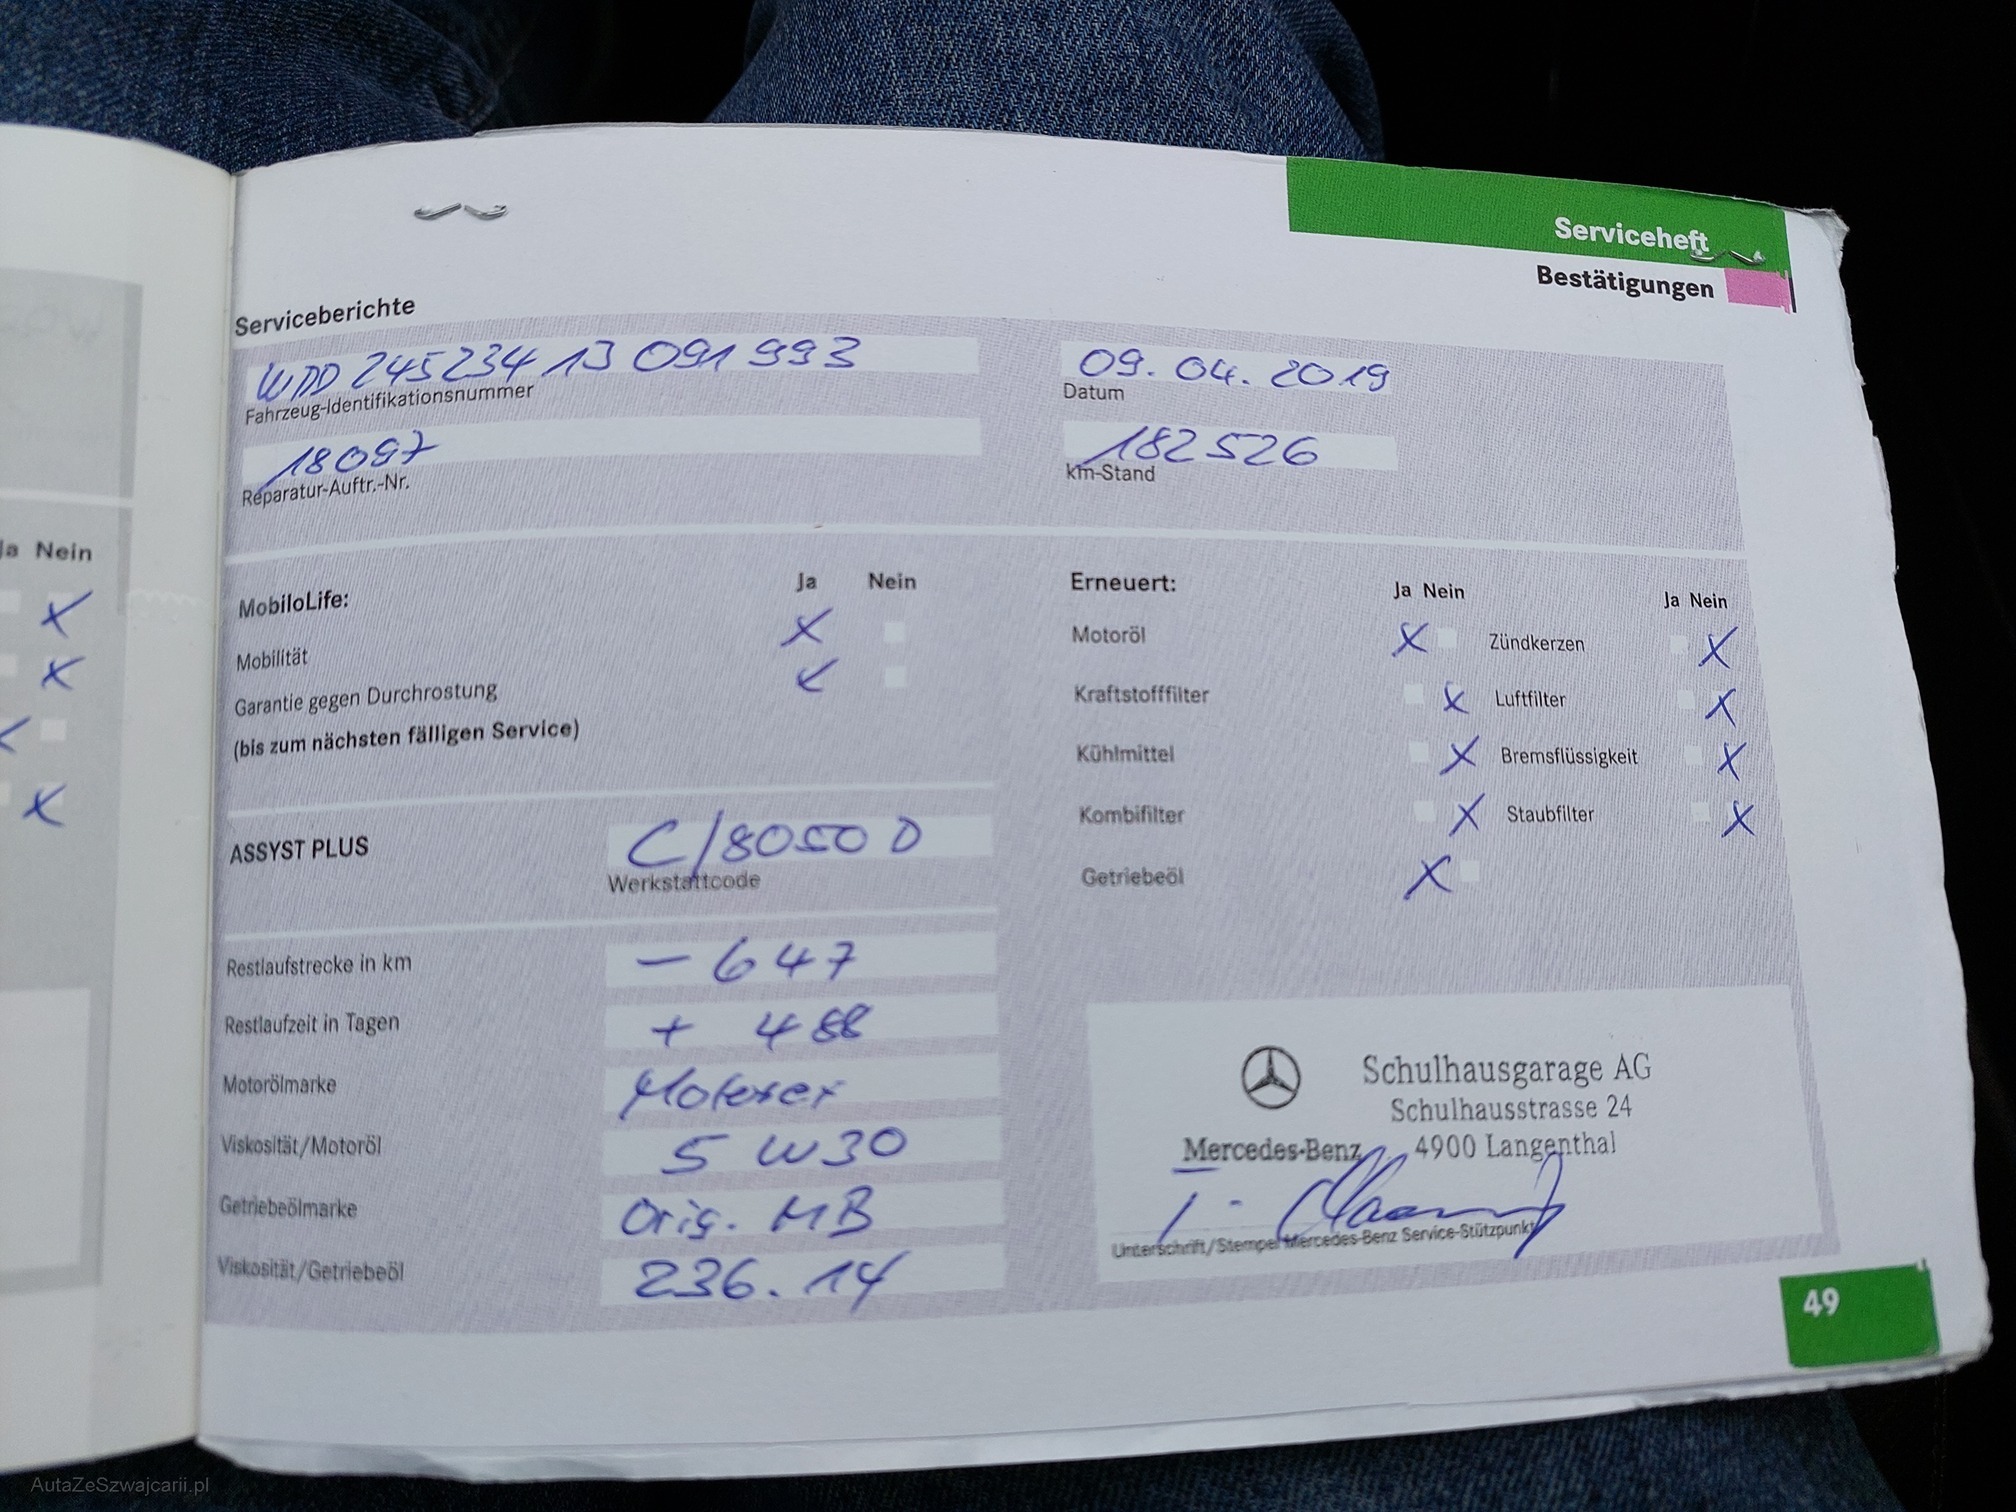 Serviceheft
Bestätigungen
Serviceberichte
WDD 245234 1J 091993
Fahrzeug-Identifikationsnummer
09.04.2019
Datum
18097
Reparatur-Auftr.-Nr.
182526
km-Stand
Ja Nein
MobiloLife:
Ja Nein
Mobilität X
Garantie gegen Durchrostung
(bis zum nächsten fälligen Service)
Erneuert:
Ja Nein
Ja Nein
Motoröl X
Zündkerzen X
Kraftstofffilter X
Luftfilter X
Kühlmittel X
Bremsflüssigkeit X
Kombifilter X
Staubfilter X
Getriebeöl X
ASSYST PLUS
C/80500
Werkstattcode
Restlaufstrecke in km - 647
Restlaufzeit in Tagen + 488
Motorölmarke Motorex
Viskosität/Motoröl 5 W30
Getriebeölmarke Orig. MB
Viskosität/Getriebeöl 236.14
Schulhausgarage AG
Schulhausstrasse 24
Mercedes-Benz 4900 Langenthal
Unterschrift/Stempel Mercedes-Benz Service-Stützpunkt
49
AutaZeSzwajcarii.pl